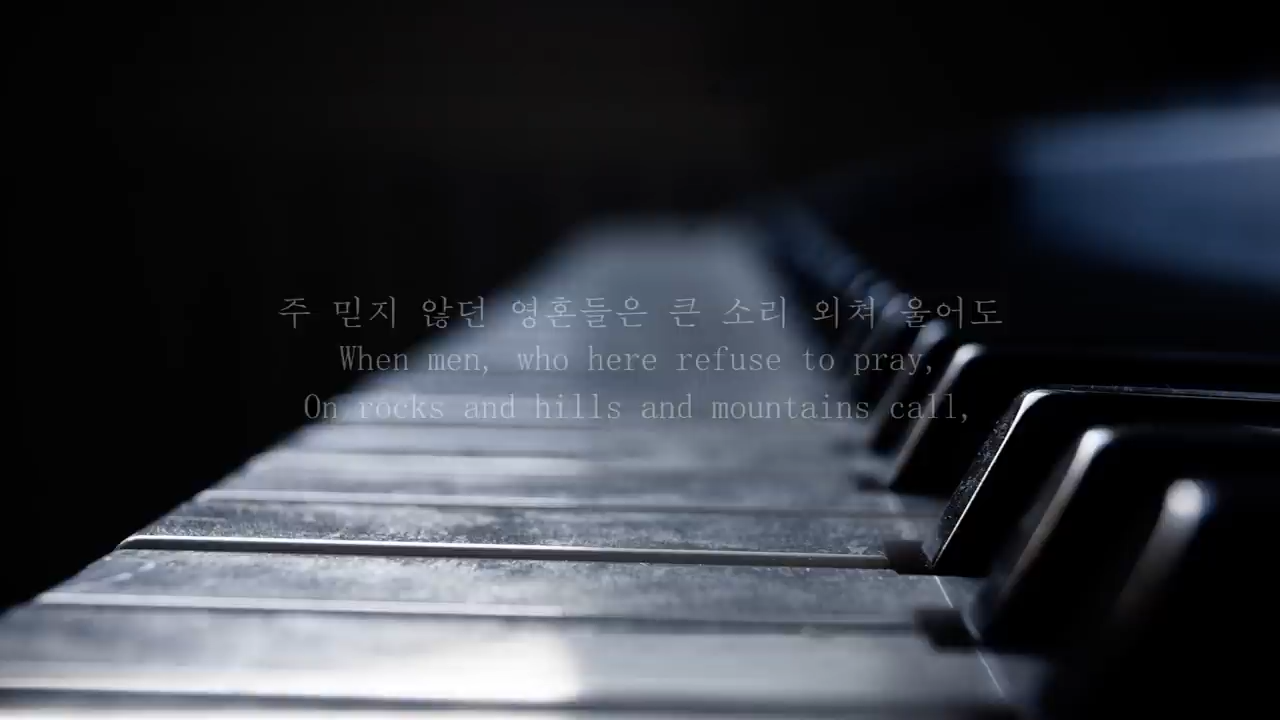 주 믿지 않던 영혼들은 큰 소리 외쳐 울어도
When men, who here refuse to pray,
On rocks and hills and mountains call,